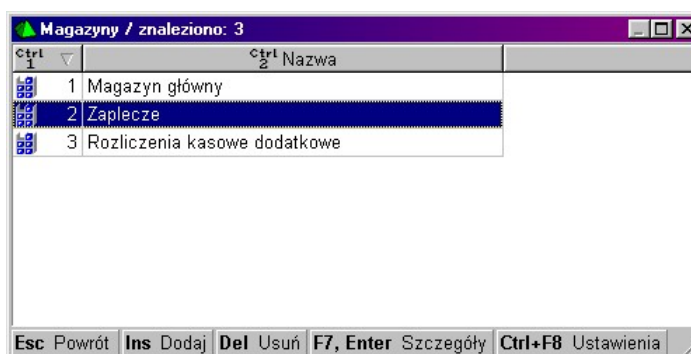 Magazyny / znaleziono: 3
Ctrl 1 Ctrl 2 Nazwa
1 Magazyn główny
2 Zaplecze
3 Rozliczenia kasowe dodatkowe
Esc Powrót Ins Dodaj Del Usuń F7, Enter Szczegóły Ctrl+F8 Ustawienia